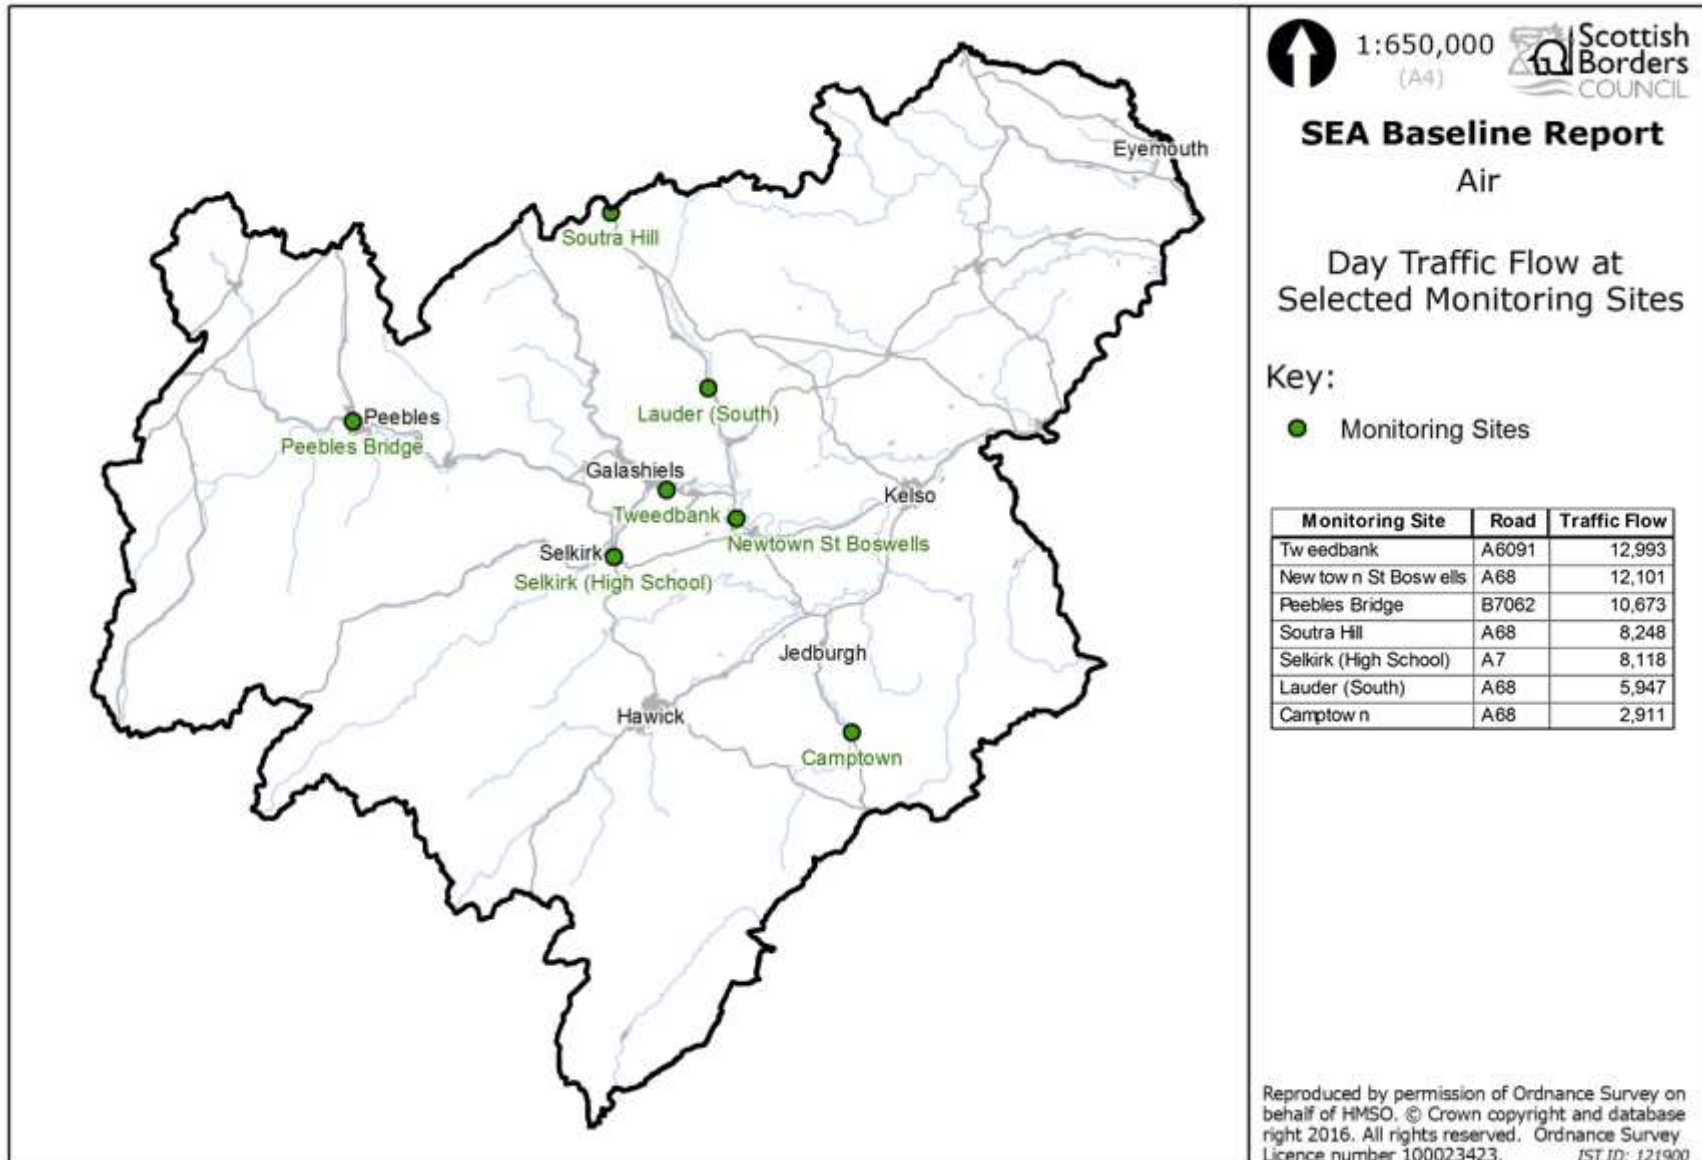 1:650,000
(A4)
Scottish
Borders
COUNCIL
SEA Baseline Report
Air
Day Traffic Flow at
Selected Monitoring Sites
Key:
Monitoring Sites
Monitoring Site Road Traffic Flow
Tweedbank A6091 12,993
Newtown St Boswells A68 12,101
Peebles Bridge B7062 10,673
Soutra Hill A68 8,248
Selkirk (High School) A7 8,118
Lauder (South) A68 5,947
Camptown A68 2,911
Eyemouth
Soutra Hill
Lauder (South)
Peebles
Peebles Bridge
Galashiels
Kelso
Tweedbank
Newtown St Boswells
Selkirk
Selkirk (High School)
Jedburgh
Hawick
Camptown
Reproduced by permission of Ordnance Survey on
behalf of HMSO. © Crown copyright and database
right 2016. All rights reserved. Ordnance Survey
Licence number 100023423. IST ID: 121900